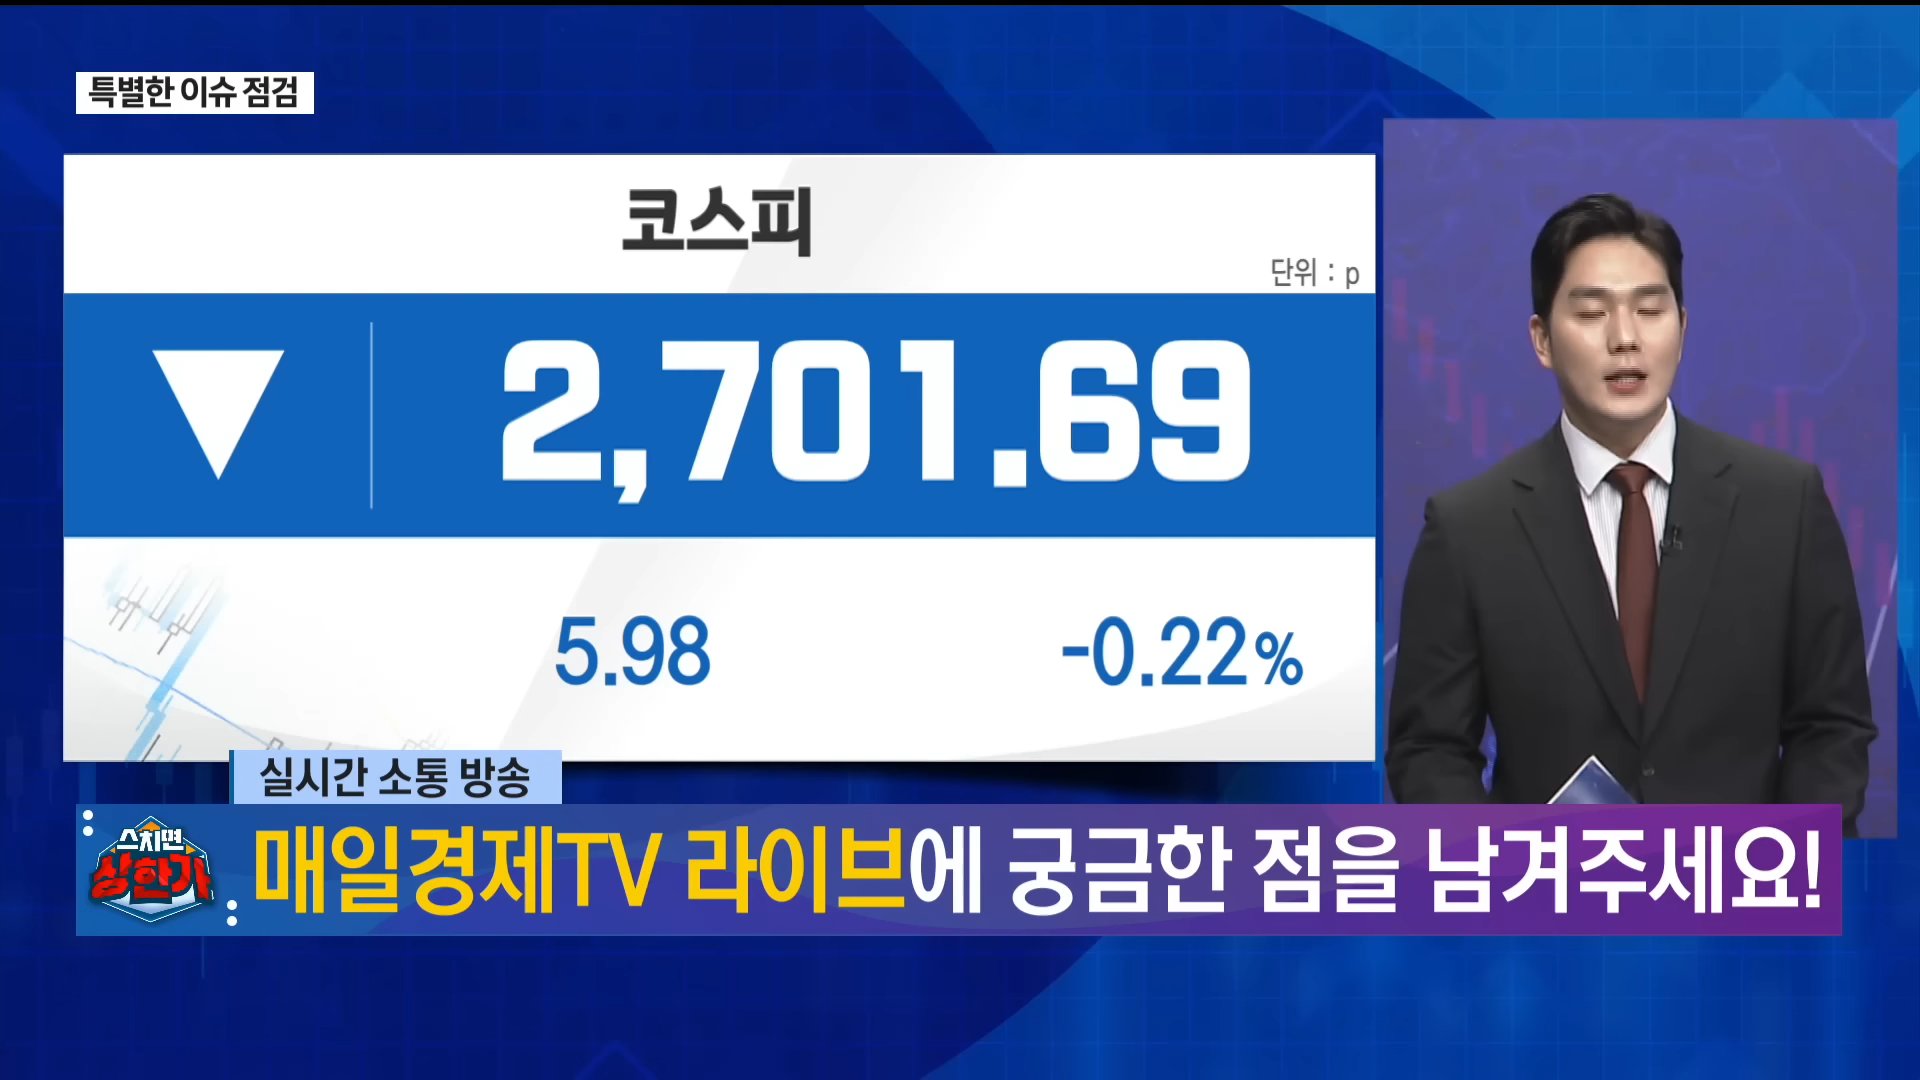 특별한 이슈 점검
코스피
단위 : p
▼ 2,701.69
5.98 -0.22%
실시간 소통 방송
스치면
상한가
매일경제TV 라이브에 궁금한 점을 남겨주세요!